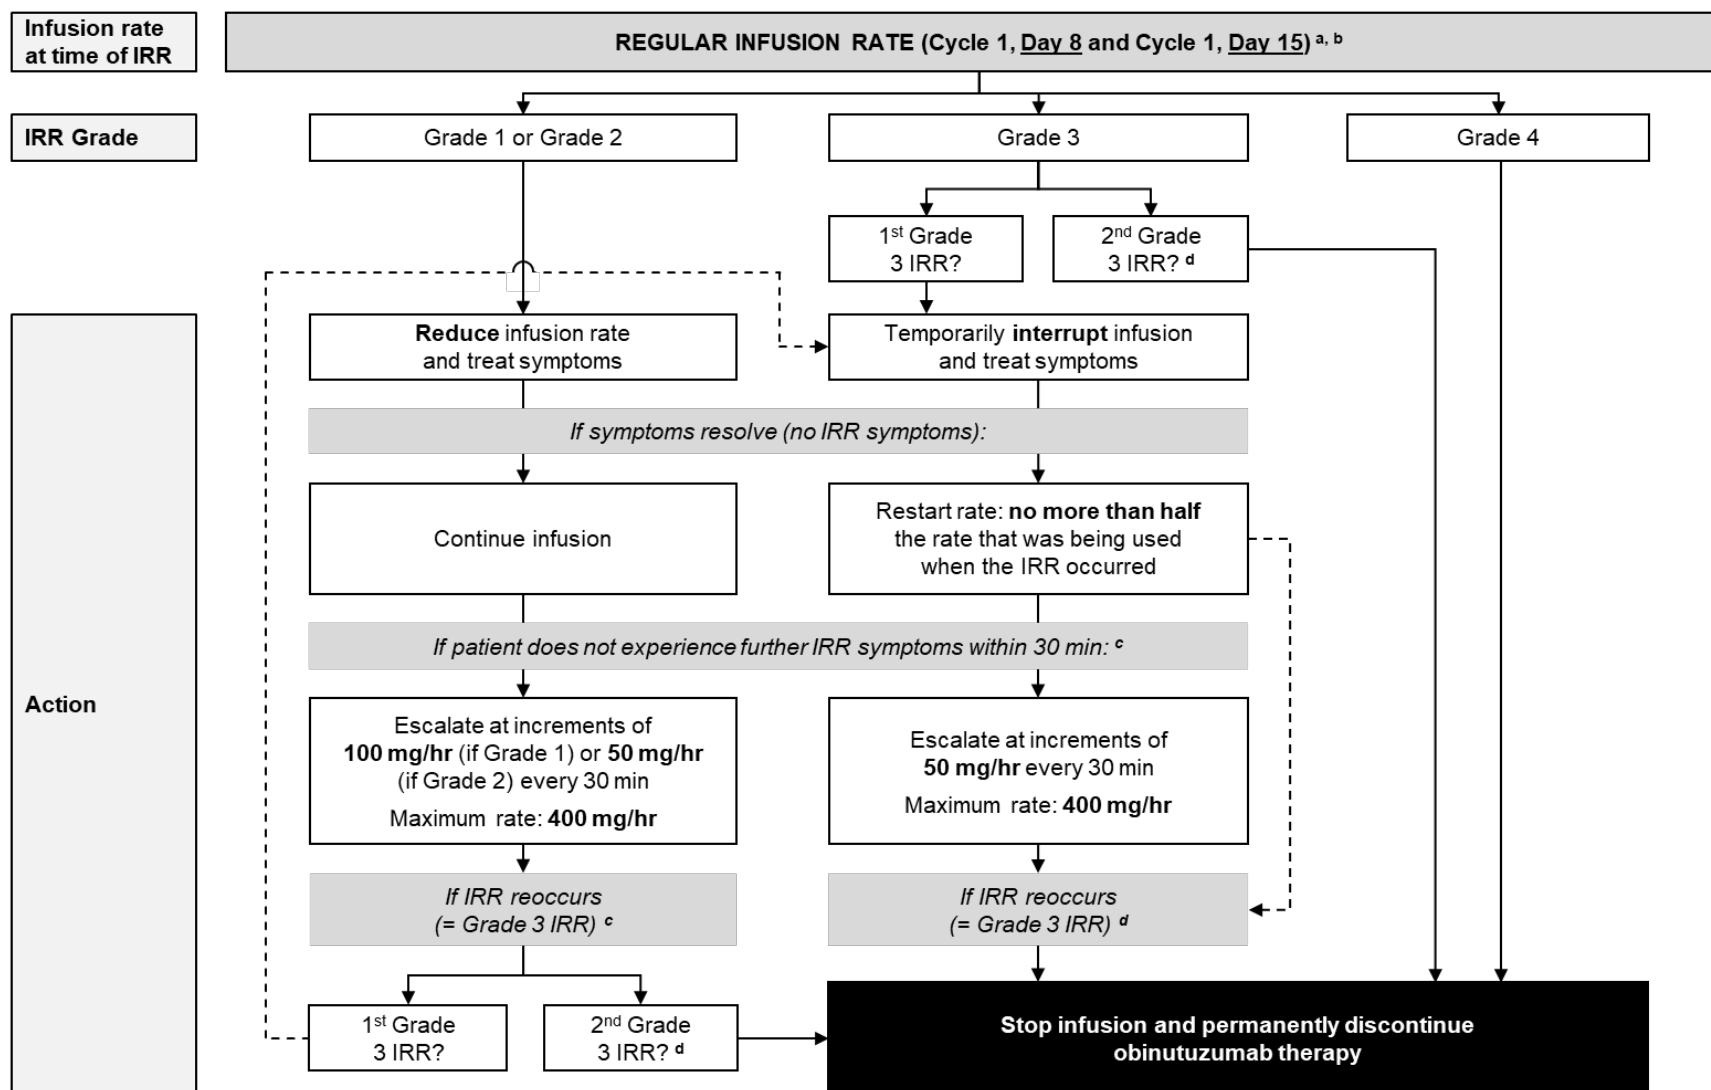 Infusion rate
at time of IRR
REGULAR INFUSION RATE (Cycle 1, Day 8 and Cycle 1, Day 15) a, b
IRR Grade
Grade 1 or Grade 2
Grade 3
Grade 4
1st Grade
3 IRR?
2nd Grade
3 IRR? d
Action
Reduce infusion rate
and treat symptoms
Temporarily interrupt infusion
and treat symptoms
If symptoms resolve (no IRR symptoms):
Continue infusion
Restart rate: no more than half
the rate that was being used
when the IRR occurred
If patient does not experience further IRR symptoms within 30 min: c
Escalate at increments of
100 mg/hr (if Grade 1) or 50 mg/hr
(if Grade 2) every 30 min
Maximum rate: 400 mg/hr
Escalate at increments of
50 mg/hr every 30 min
Maximum rate: 400 mg/hr
If IRR reoccurs
(= Grade 3 IRR) c
If IRR reoccurs
(= Grade 3 IRR) d
1st Grade
3 IRR?
2nd Grade
3 IRR? d
Stop infusion and permanently discontinue
obinutuzumab therapy